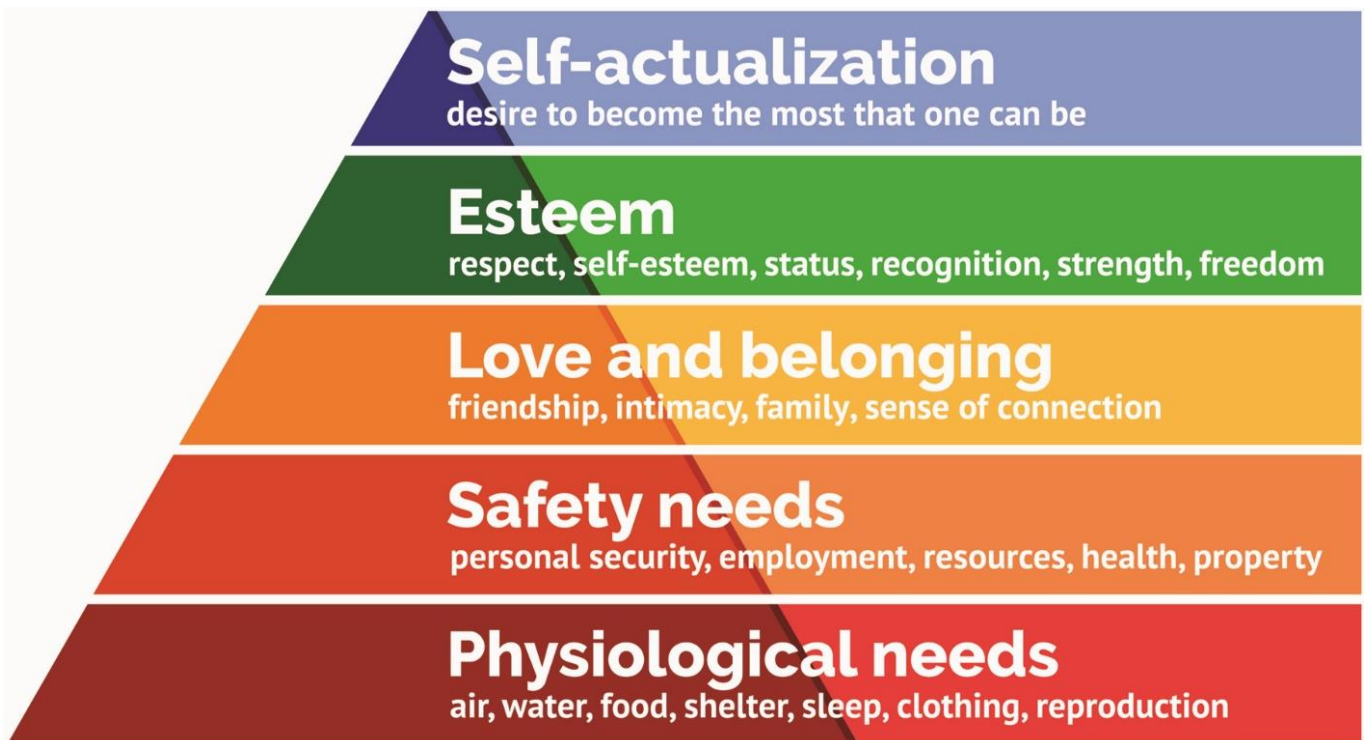 Self-actualization
desire to become the most that one can be
Esteem
respect, self-esteem, status, recognition, strength, freedom
Love and belonging
friendship, intimacy, family, sense of connection
Safety needs
personal security, employment, resources, health, property
Physiological needs
air, water, food, shelter, sleep, clothing, reproduction